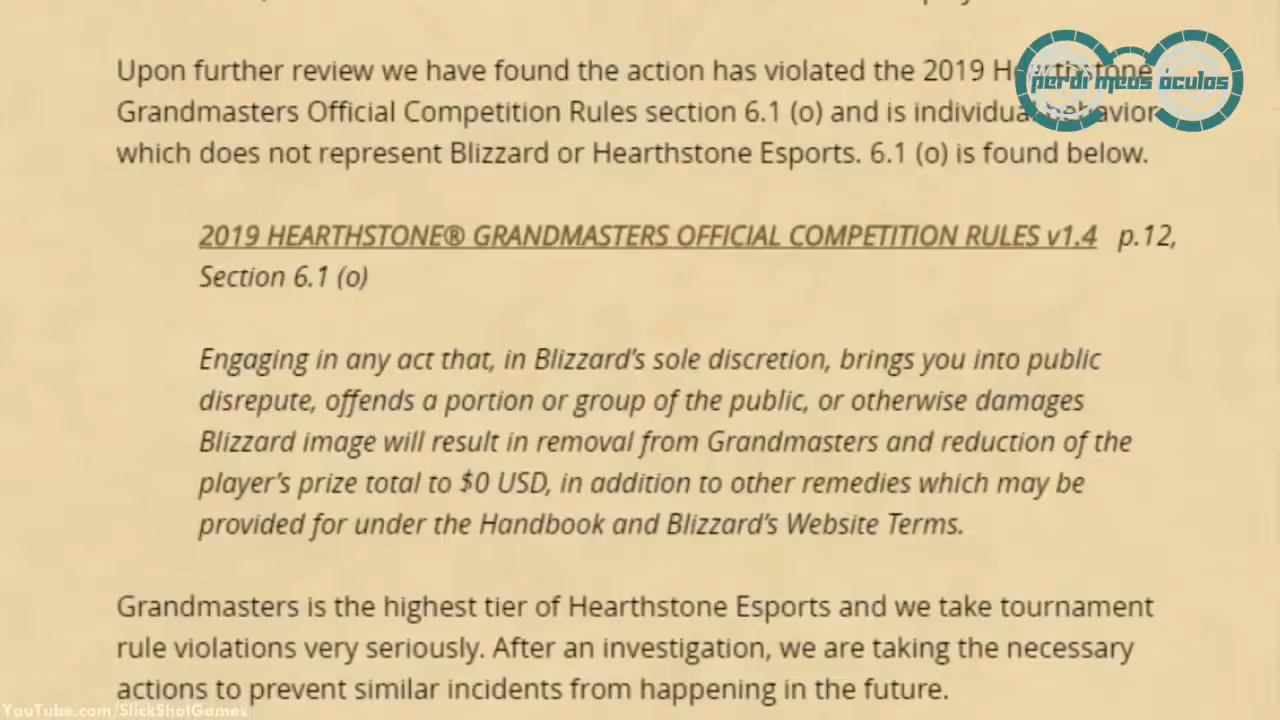 Upon further review we have found the action has violated the 2019 Hearthstone
Grandmasters Official Competition Rules section 6.1 (o) and is individual behavior
which does not represent Blizzard or Hearthstone Esports. 6.1 (o) is found below.
2019 HEARTHSTONE® GRANDMASTERS OFFICIAL COMPETITION RULES v1.4 p.12,
Section 6.1 (o)
Engaging in any act that, in Blizzard's sole discretion, brings you into public
disrepute, offends a portion or group of the public, or otherwise damages
Blizzard image will result in removal from Grandmasters and reduction of the
player's prize total to $0 USD, in addition to other remedies which may be
provided for under the Handbook and Blizzard's Website Terms.
Grandmasters is the highest tier of Hearthstone Esports and we take tournament
rule violations very seriously. After an investigation, we are taking the necessary
actions to prevent similar incidents from happening in the future.
perdi meus óculos
YouTube.com/SlickShotGames